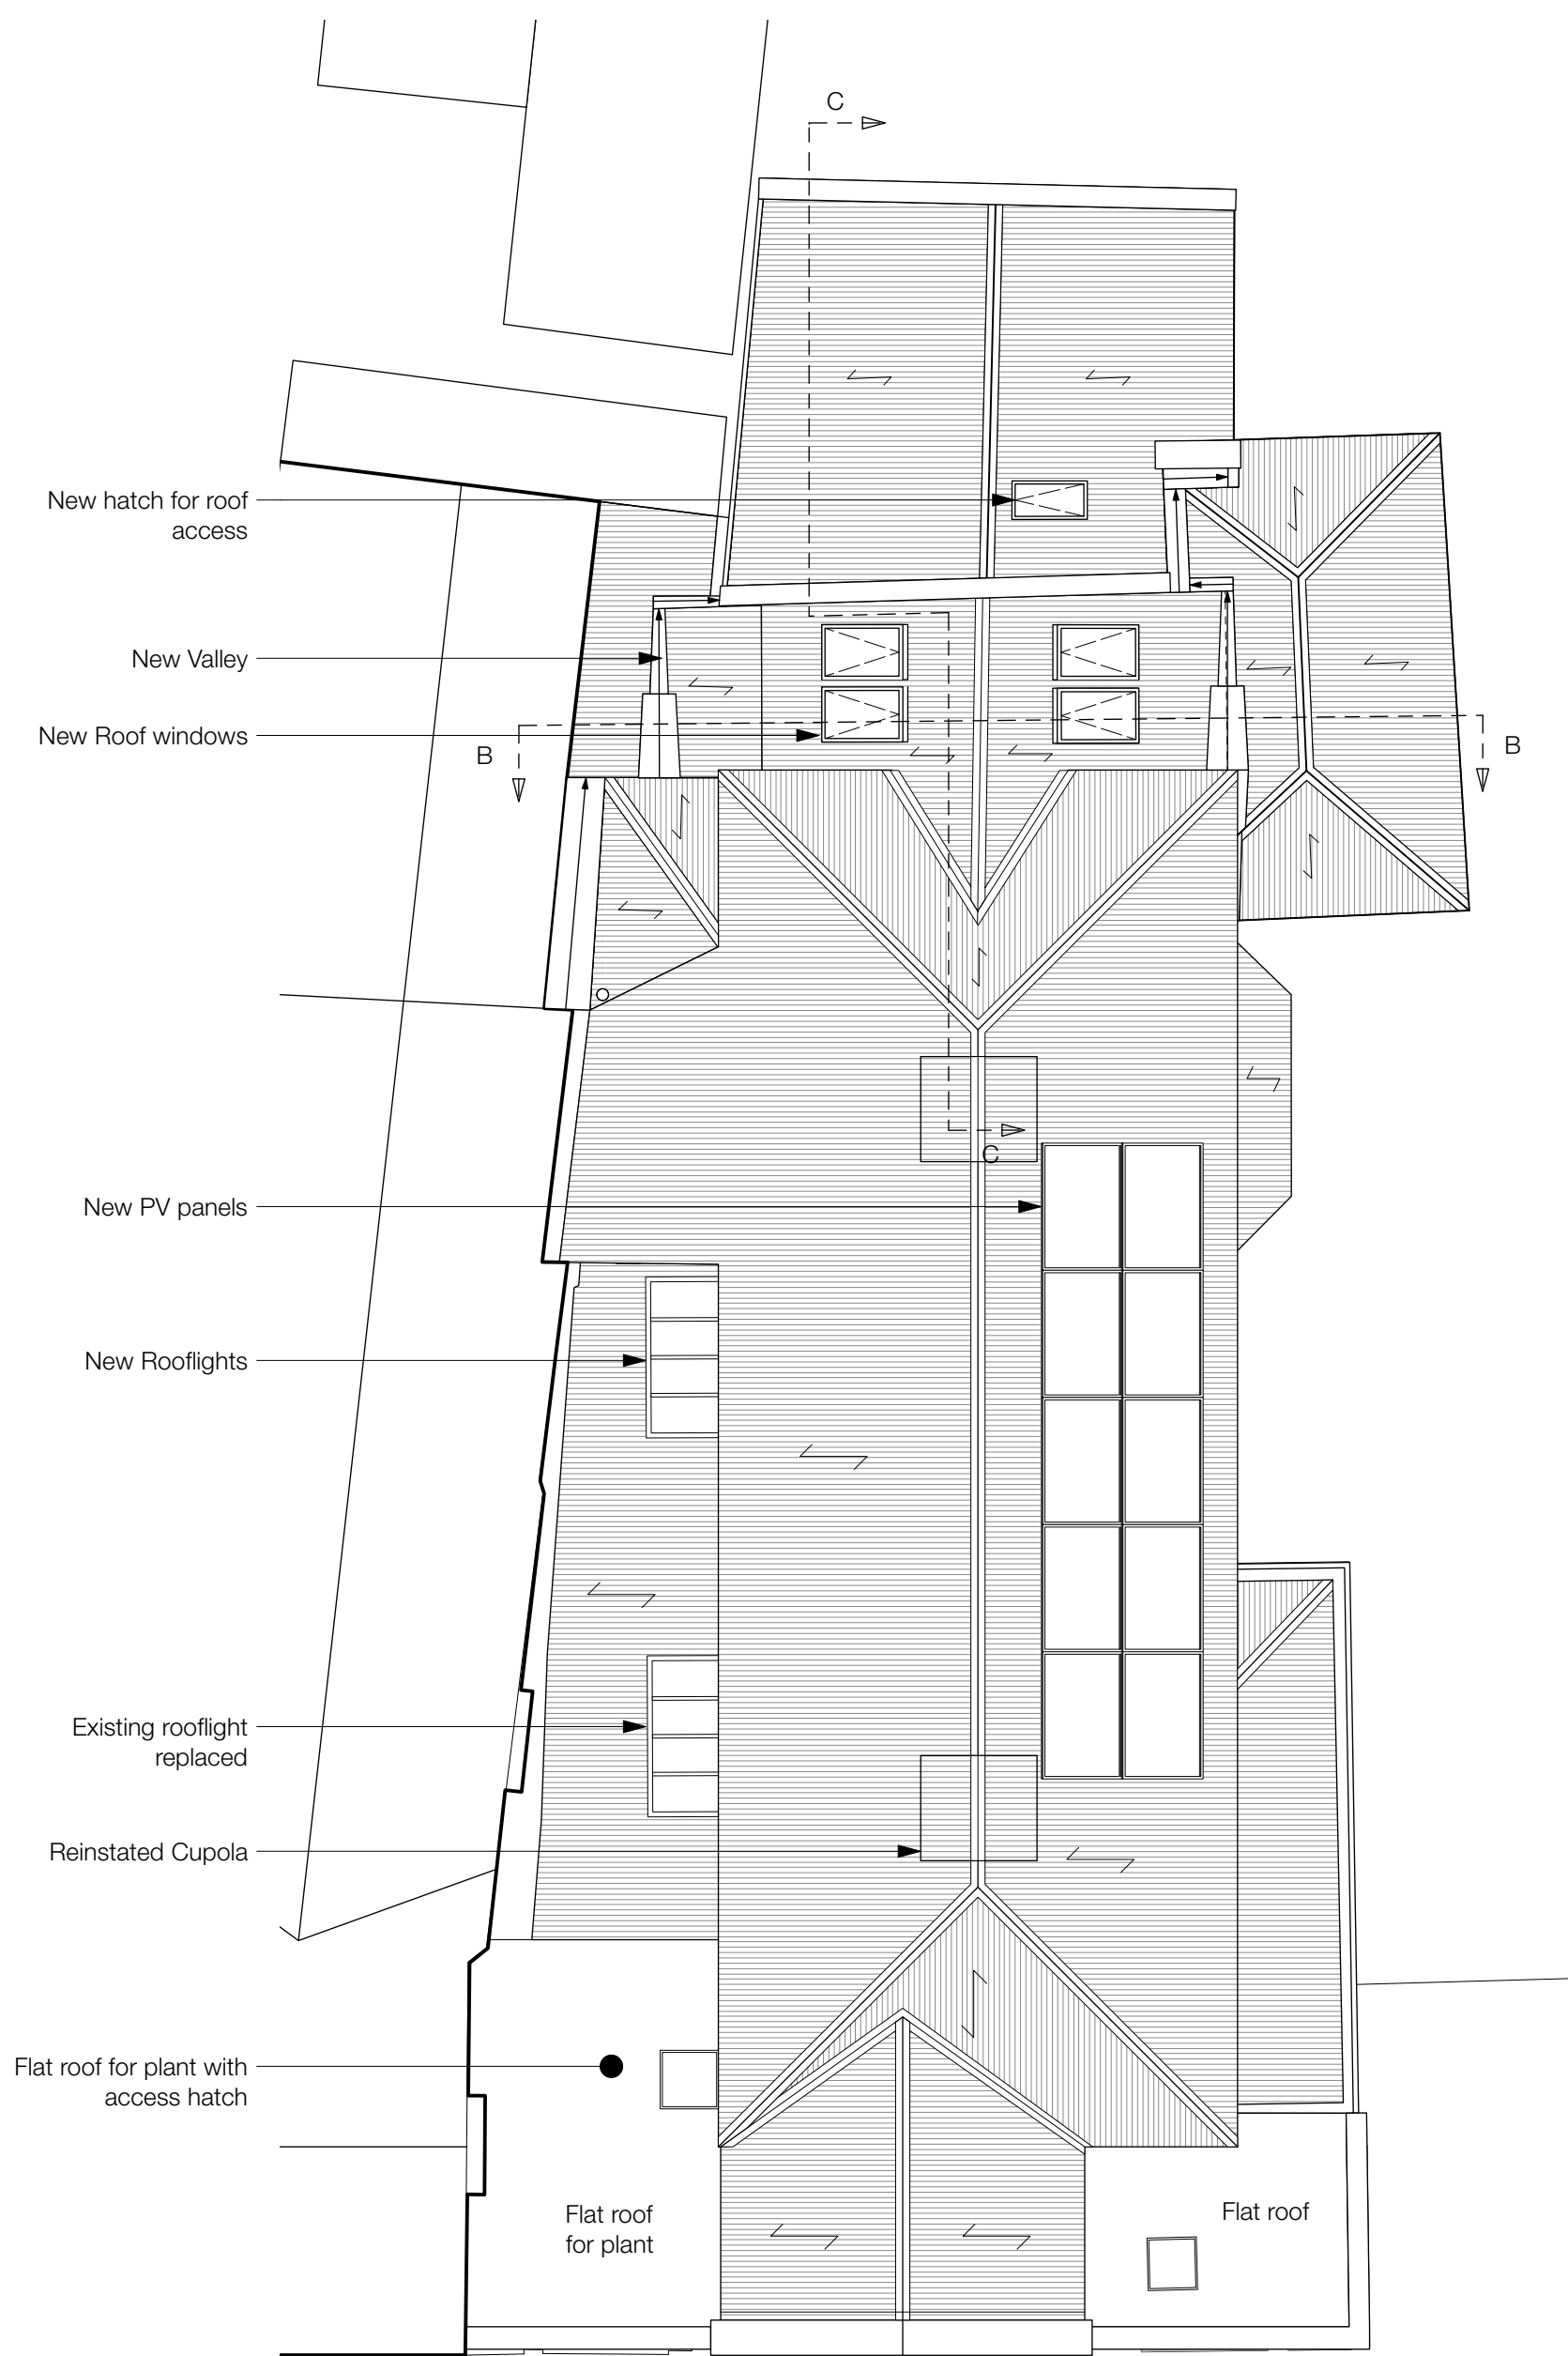 C
New hatch for roof
access
New Valley
New Roof windows
B
B
C
New PV panels
New Rooflights
Existing rooflight
replaced
Reinstated Cupola
Flat roof for plant with
access hatch
Flat roof
for plant
Flat roof